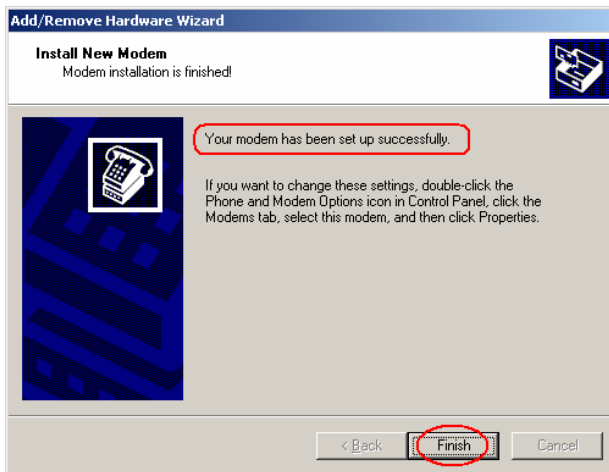 Add/Remove Hardware Wizard
Install New Modem
Modem installation is finished!
Your modem has been set up successfully.
If you want to change these settings, double-click the
Phone and Modem Options icon in Control Panel, click the
Modems tab, select this modem, and then click Properties.
< Back Finish Cancel